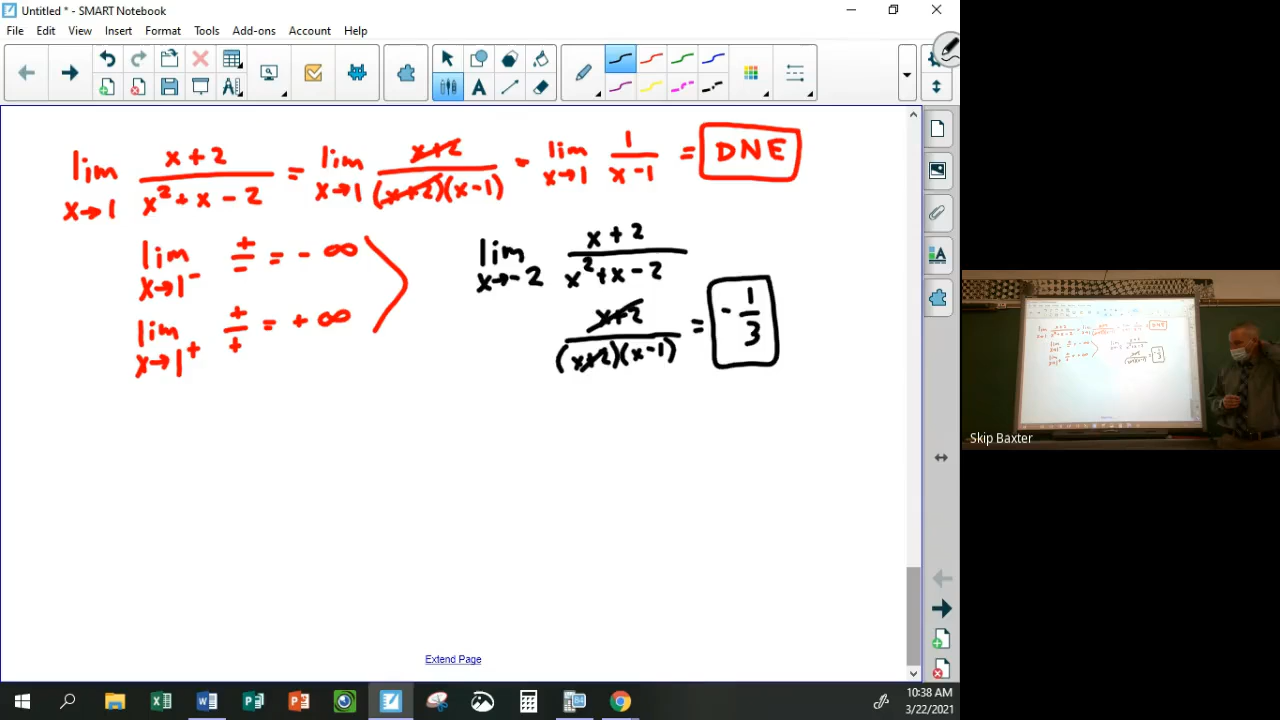 Untitled * - SMART Notebook
File Edit View Insert Format Tools Add-ons Account Help
lim x→1 x+2 / x²+x-2 = lim x→1 x+2 / (x+2)(x-1) = lim x→1 1 / x-1 = DNE
lim x→1⁻ + / - = - ∞
lim x→1⁺ + / + = + ∞
lim x→-2 x+2 / x²+x-2
x+2 / (x+2)(x-1) = -1/3
Extend Page
Skip Baxter
10:38 AM
3/22/2021